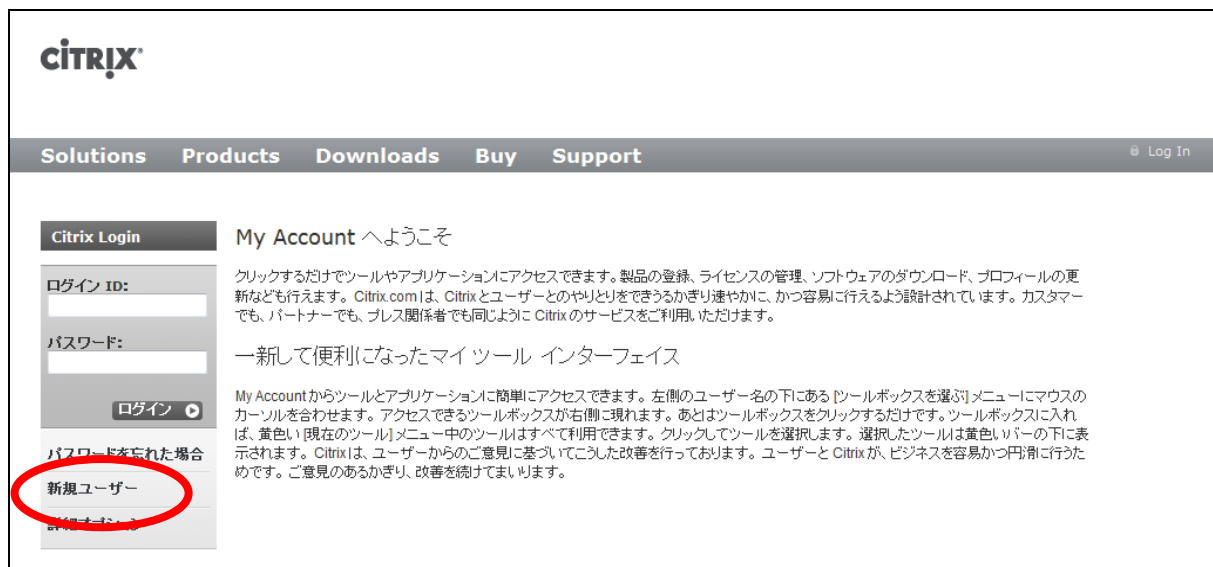 CITRIX
Solutions Products Downloads Buy Support Log In
Citrix Login
ログイン ID:
パスワード:
ログイン
パスワードを忘れた場合
新規ユーザー
詳細オプション
My Account へようこそ
クリックするだけでツールやアプリケーションにアクセスできます。製品の登録、ライセンスの管理、ソフトウェアのダウンロード、プロフィールの更
新なども行えます。Citrix.com は、Citrix とユーザーとのやりとりをできうるかぎり速やかに、かつ容易に行えるよう設計されています。カスタマー
でも、パートナーでも、プレス関係者でも同じように Citrix のサービスをご利用いただけます。
一新して便利になったマイ ツール インターフェイス
My Account からツールとアプリケーションに簡単にアクセスできます。左側のユーザー名の下にある [ツールボックスを選ぶ] メニューにマウスの
カーソルを合わせます。アクセスできるツールボックスが右側に現れます。あとはツールボックスをクリックするだけです。ツールボックスに入れ
ば、黄色い [現在のツール] メニュー中のツールはすべて利用できます。クリックしてツールを選択します。選択したツールは黄色いバーの下に表
示されます。Citrix は、ユーザーからのご意見に基づいてこうした改善を行っております。ユーザーと Citrix が、ビジネスを容易かつ円滑に行うた
めです。ご意見のあるかぎり、改善を続けてまいります。